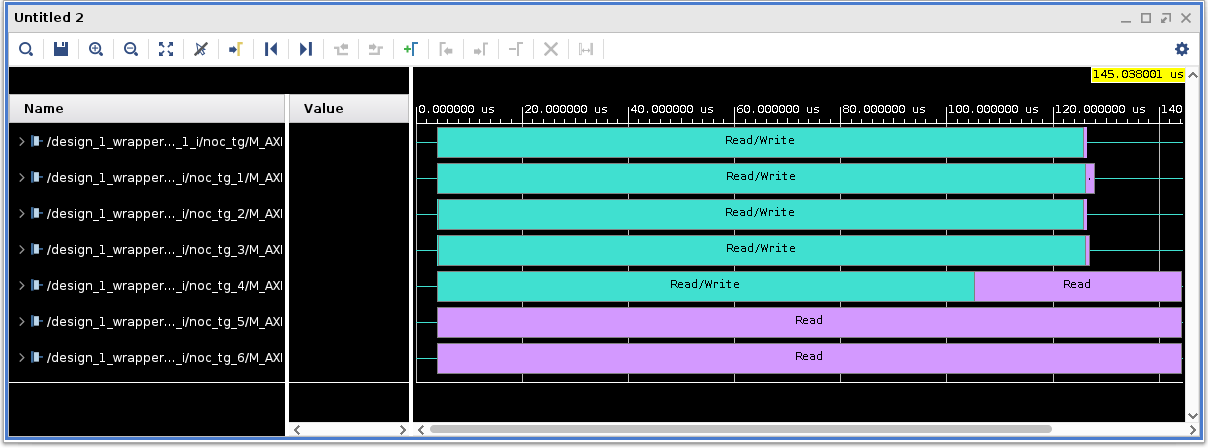 Untitled 2
145.038001 us
Name
Value
0.000000 us
20.000000 us
40.000000 us
60.000000 us
80.000000 us
100.000000 us
120.000000 us
140
/design_1_wrapper..._1_i/noc_tg/M_AXI
Read/Write
/design_1_wrapper..._i/noc_tg_1/M_AXI
Read/Write
.
/design_1_wrapper..._i/noc_tg_2/M_AXI
Read/Write
/design_1_wrapper..._i/noc_tg_3/M_AXI
Read/Write
/design_1_wrapper..._i/noc_tg_4/M_AXI
Read/Write
Read
/design_1_wrapper..._i/noc_tg_5/M_AXI
Read
/design_1_wrapper..._i/noc_tg_6/M_AXI
Read